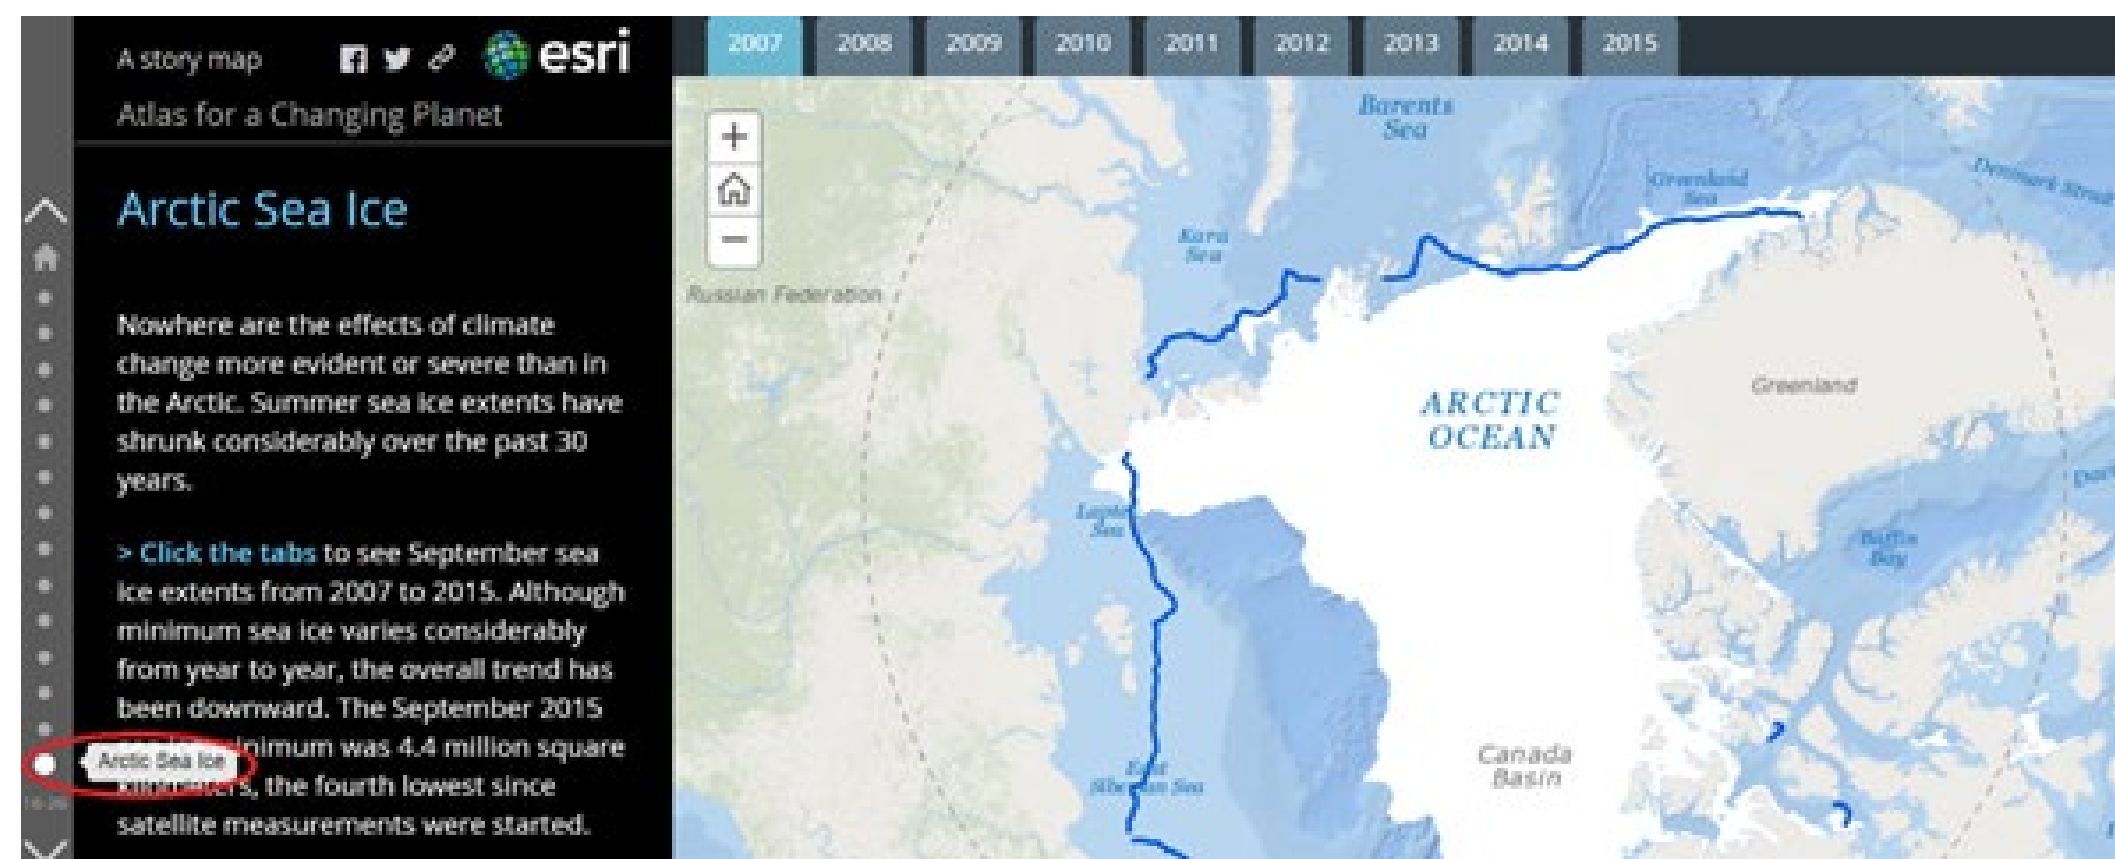 A story map
esri
Atlas for a Changing Planet
Arctic Sea Ice
Nowhere are the effects of climate
change more evident or severe than in
the Arctic. Summer sea ice extents have
shrunk considerably over the past 30
years.
> Click the tabs to see September sea
ice extents from 2007 to 2015. Although
minimum sea ice varies considerably
from year to year, the overall trend has
been downward. The September 2015
minimum was 4.4 million square
kilometers, the fourth lowest since
satellite measurements were started.
Arctic Sea Ice
2007
2008
2009
2010
2011
2012
2013
2014
2015
+
−
Barents
Sea
Greenland
Sea
Denmark Strait
Kara
Sea
Russian Federation
ARCTIC
OCEAN
Greenland
Laptev
Sea
Baffin
Bay
East
Siberian Sea
Canada
Basin